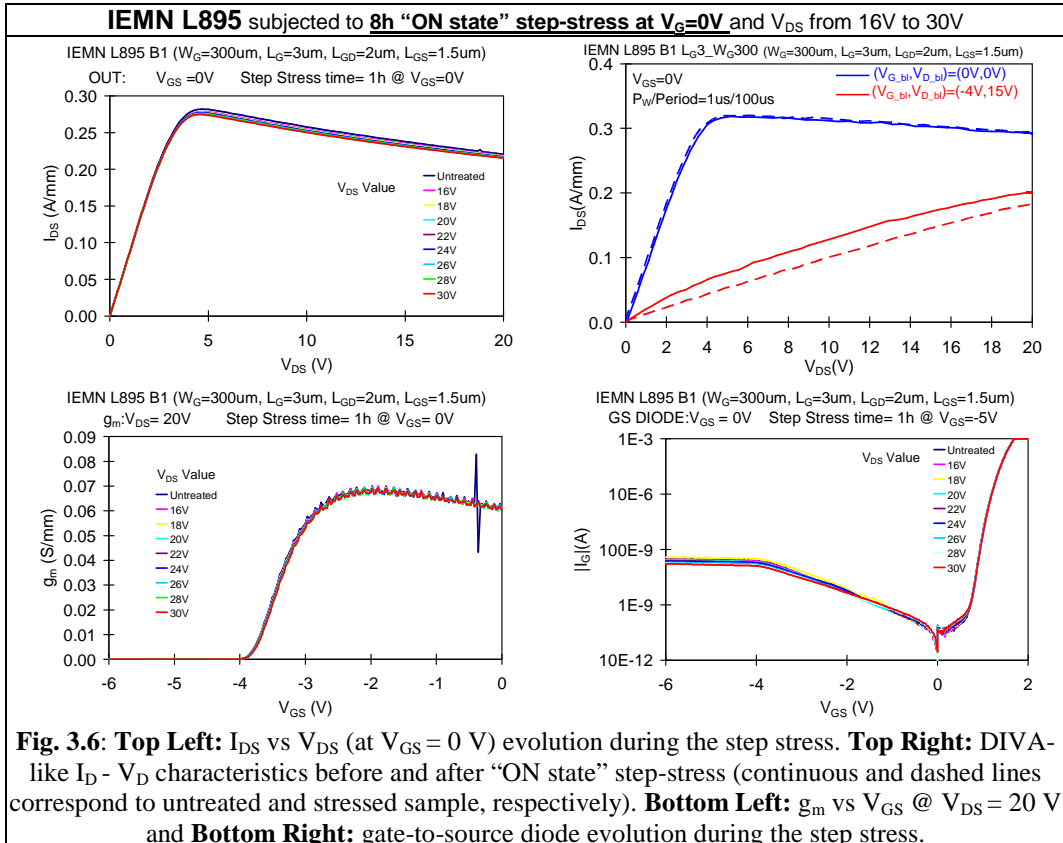 IEMN L895 subjected to 8h “ON state” step-stress at VG=0V and VDS from 16V to 30V
IEMN L895 B1 (WG=300um, LG=3um, LGD=2um, LGS=1.5um)
OUT: VGS =0V Step Stress time= 1h @ VGS=0V
0.30
0.25
0.20
0.15
0.10
0.05
0.00
IDS (A/mm)
VDS Value
Untreated
16V
18V
20V
22V
24V
26V
28V
30V
0 5 10 15 20
VDS (V)
IEMN L895 B1 LG3_WG300 (WG=300um, LG=3um, LGD=2um, LGS=1.5um)
0.4
0.3
0.2
0.1
0.0
IDS(A/mm)
VGS=0V
PW/Period=1us/100us
(VG_bl,VD_bl)=(0V,0V)
(VG_bl,VD_bl)=(-4V,15V)
0 2 4 6 8 10 12 14 16 18 20
VDS(V)
IEMN L895 B1 (WG=300um, LG=3um, LGD=2um, LGS=1.5um)
gm:VDS= 20V Step Stress time= 1h @ VGS= 0V
0.09
0.08
0.07
0.06
0.05
0.04
0.03
0.02
0.01
0.00
gm (S/mm)
VDS Value
Untreated
16V
18V
20V
22V
24V
26V
28V
30V
-6 -5 -4 -3 -2 -1 0
VGS (V)
IEMN L895 B1 (WG=300um, LG=3um, LGD=2um, LGS=1.5um)
GS DIODE:VGS = 0V Step Stress time= 1h @ VGS=-5V
1E-3
10E-6
100E-9
1E-9
10E-12
|IG|(A)
VDS Value
Untreated
16V
18V
20V
22V
24V
26V
28V
30V
-6 -4 -2 0 2
VGS (V)
Fig. 3.6: Top Left: IDS vs VDS (at VGS = 0 V) evolution during the step stress. Top Right: DIVA-
like ID - VD characteristics before and after “ON state” step-stress (continuous and dashed lines
correspond to untreated and stressed sample, respectively). Bottom Left: gm vs VGS @ VDS = 20 V
and Bottom Right: gate-to-source diode evolution during the step stress.